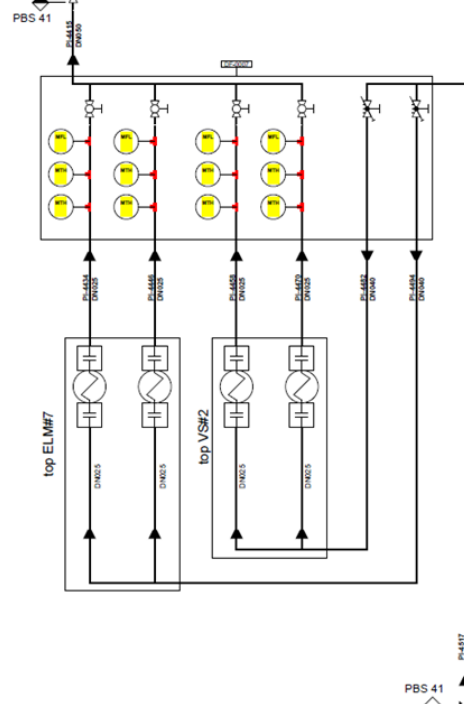 PBS 41
PI-4415
DN050
MFL
MFL
MFL
MFL
MTH
MTH
MTH
MTH
MTH
MTH
MTH
MTH
PI-4434
DN025
PI-4446
DN025
PI-4458
DN025
PI-4470
DN025
PI-4482
DN040
PI-4494
DN040
top ELM#7
top VS#2
DN025
DN025
DN025
DN025
PI-4517
PBS 41